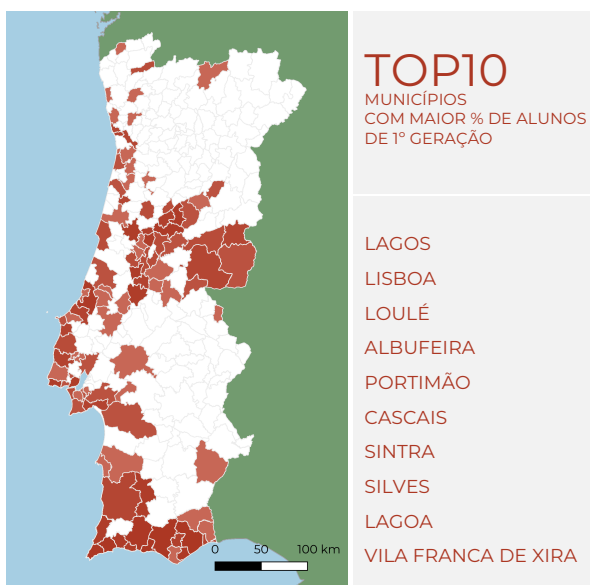 TOP10
MUNICÍPIOS
COM MAIOR % DE ALUNOS
DE 1º GERAÇÃO
LAGOS
LISBOA
LOULÉ
ALBUFEIRA
PORTIMÃO
CASCAIS
SINTRA
SILVES
LAGOA
VILA FRANCA DE XIRA
0 50 100 km